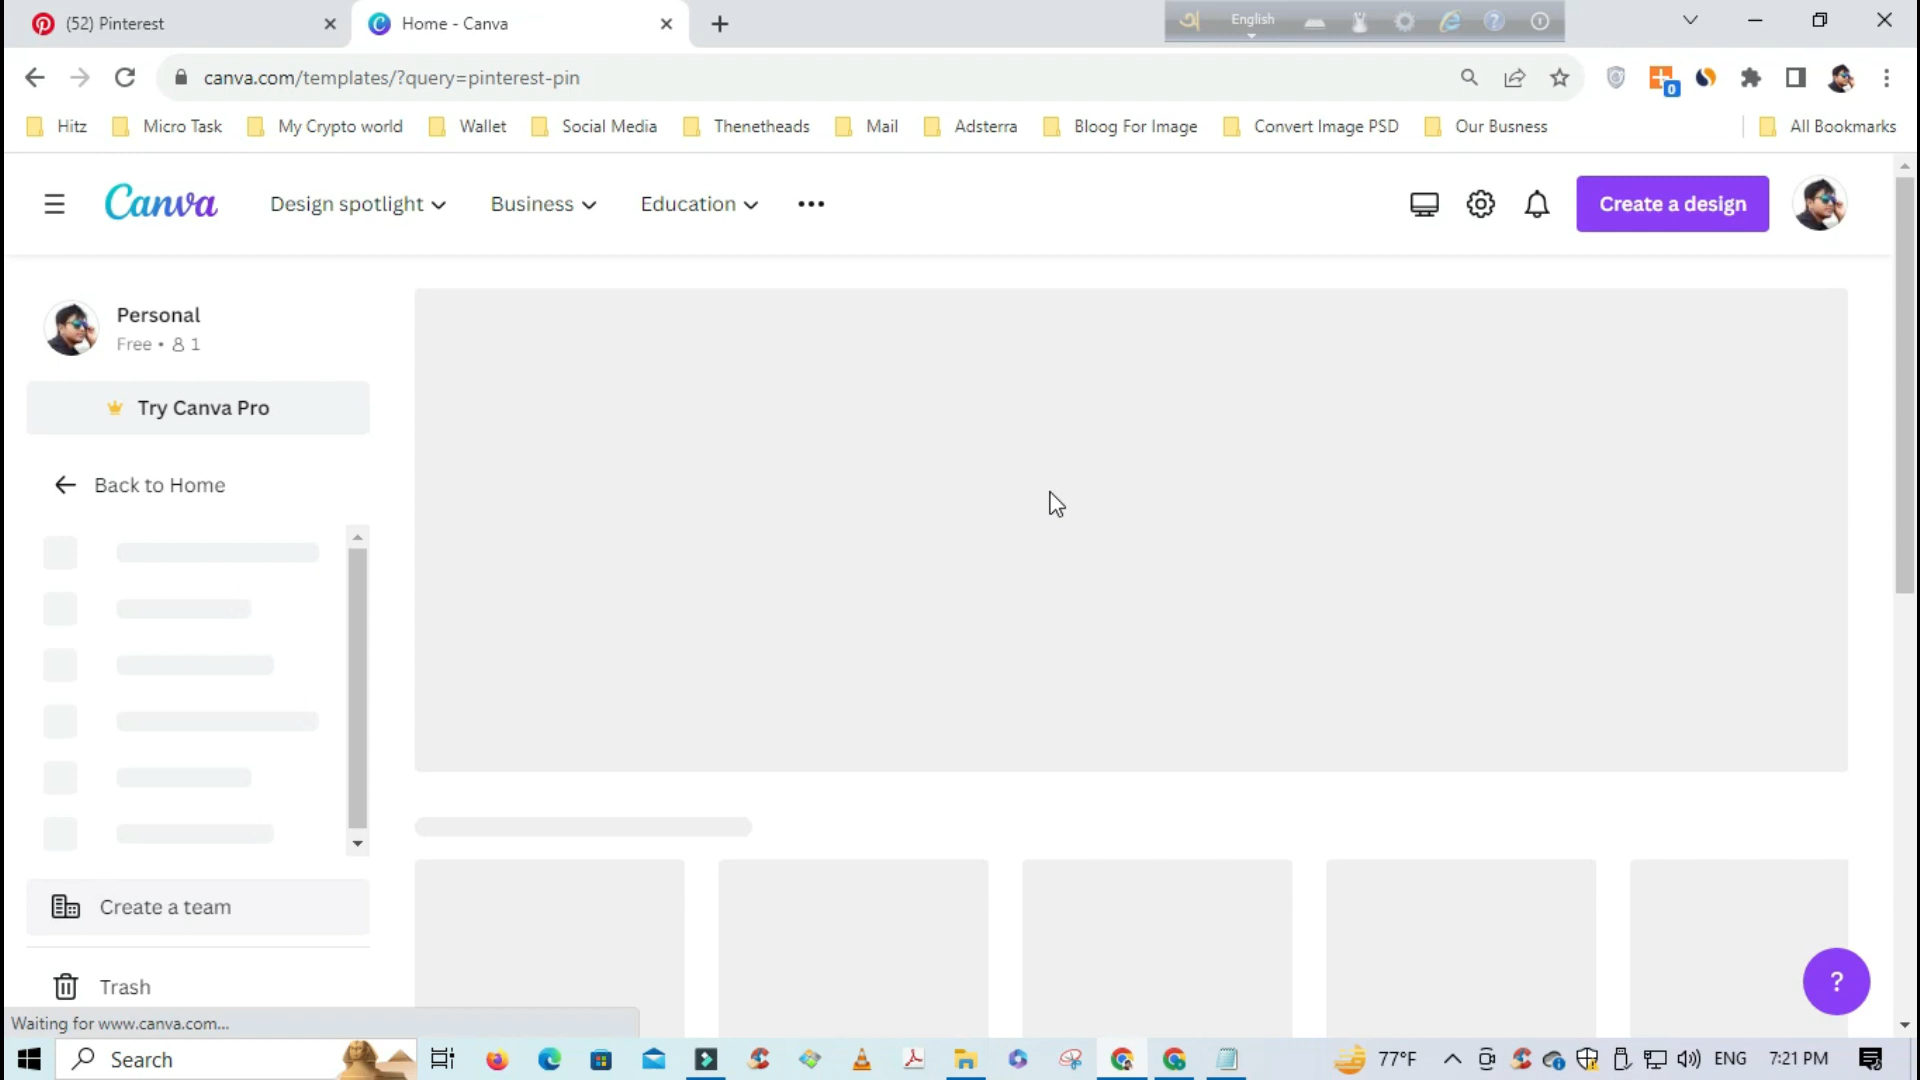 (52) Pinterest
Home - Canva
English
canva.com/templates/?query=pinterest-pin
0
Hitz
Micro Task
My Crypto world
Wallet
Social Media
Thenetheads
Mail
Adsterra
Bloog For Image
Convert Image PSD
Our Busness
All Bookmarks
Canva
Design spotlight
Business
Education
Create a design
Personal
Free • 1
Try Canva Pro
Back to Home
Create a team
Trash
?
Waiting for www.canva.com...
Search
77°F
ENG
7:21 PM